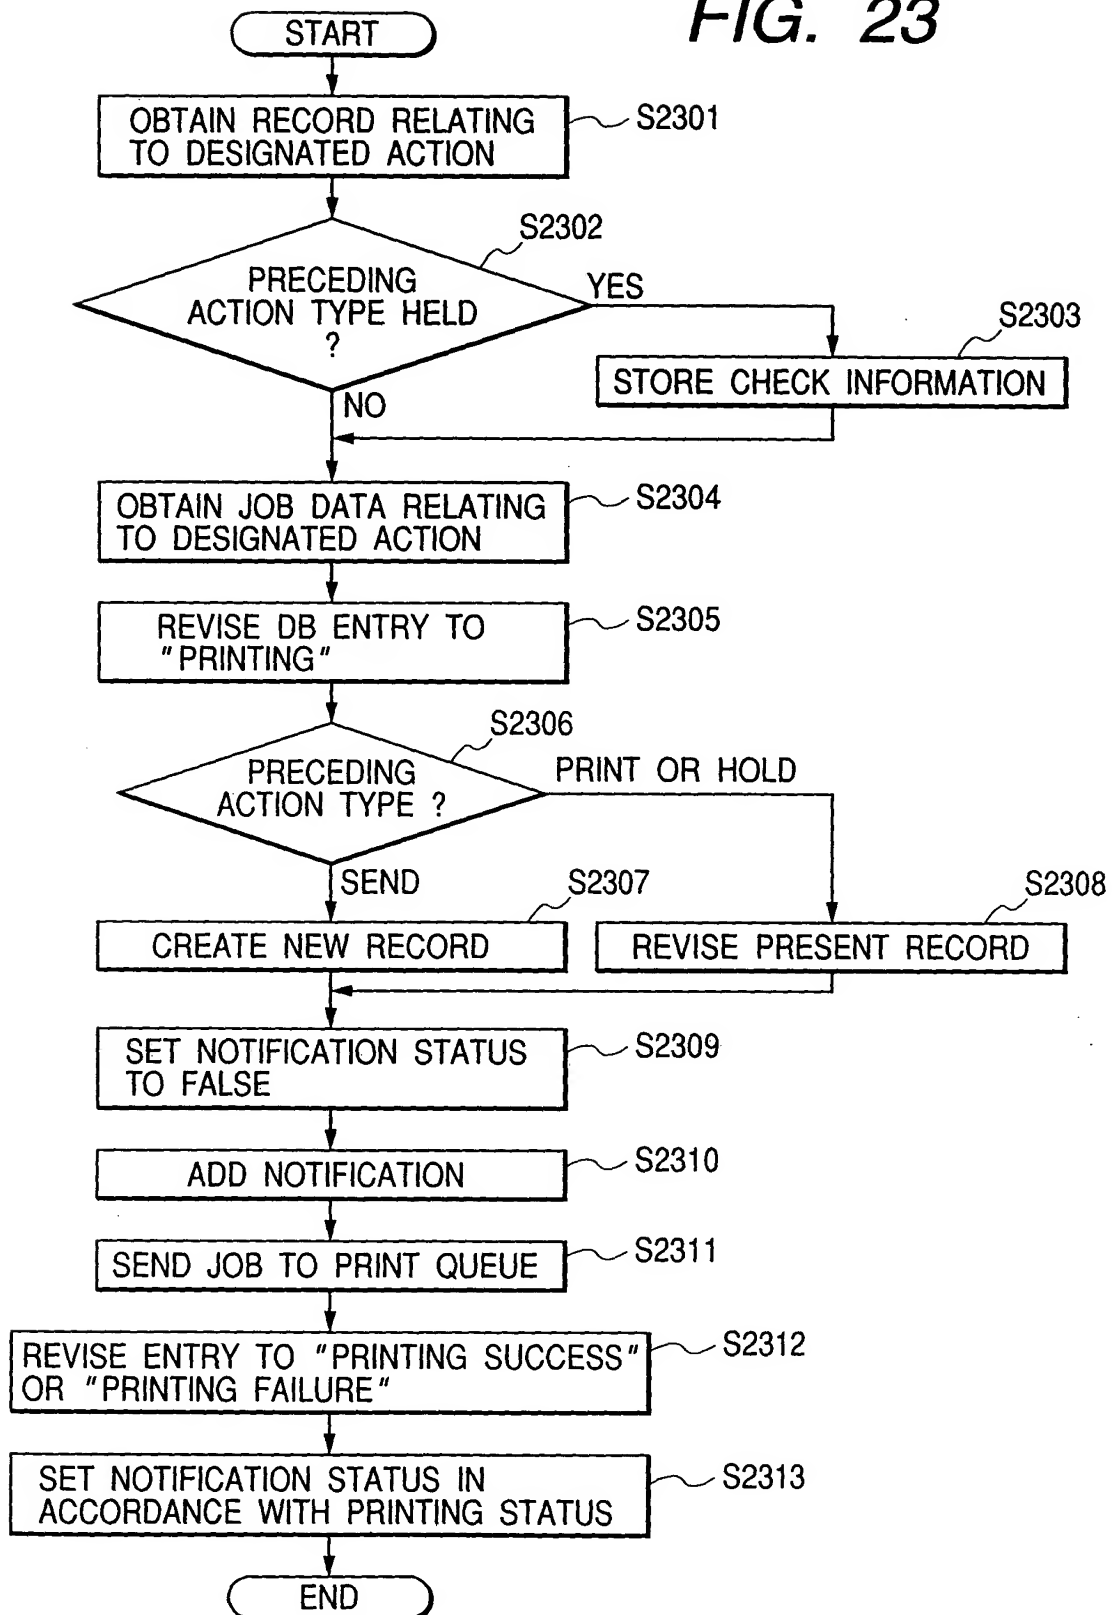 FIG. 23
START
OBTAIN RECORD RELATING
TO DESIGNATED ACTION
S2301
S2302
PRECEDING
ACTION TYPE HELD
?
YES
NO
S2303
STORE CHECK INFORMATION
OBTAIN JOB DATA RELATING
TO DESIGNATED ACTION
S2304
REVISE DB ENTRY TO
"PRINTING"
S2305
S2306
PRECEDING
ACTION TYPE ?
PRINT OR HOLD
SEND
S2307
CREATE NEW RECORD
S2308
REVISE PRESENT RECORD
SET NOTIFICATION STATUS
TO FALSE
S2309
ADD NOTIFICATION
S2310
SEND JOB TO PRINT QUEUE
S2311
REVISE ENTRY TO "PRINTING SUCCESS"
OR "PRINTING FAILURE"
S2312
SET NOTIFICATION STATUS IN
ACCORDANCE WITH PRINTING STATUS
S2313
END